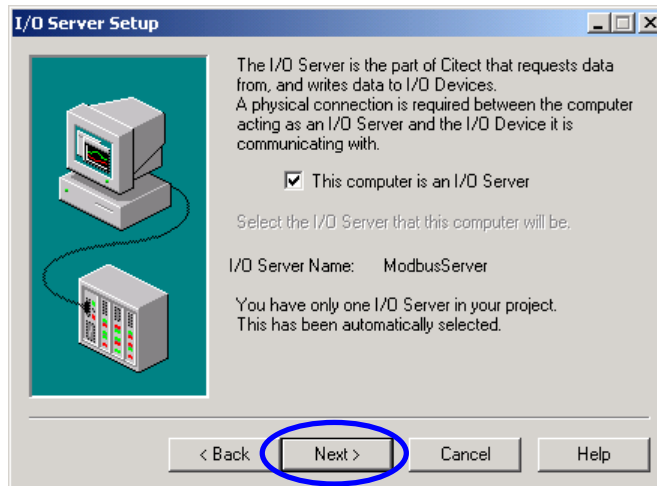 I/O Server Setup
The I/O Server is the part of Citect that requests data
from, and writes data to I/O Devices.
A physical connection is required between the computer
acting as an I/O Server and the I/O Device it is
communicating with.
This computer is an I/O Server
Select the I/O Server that this computer will be.
I/O Server Name: ModbusServer
You have only one I/O Server in your project.
This has been automatically selected.
< Back Next > Cancel Help